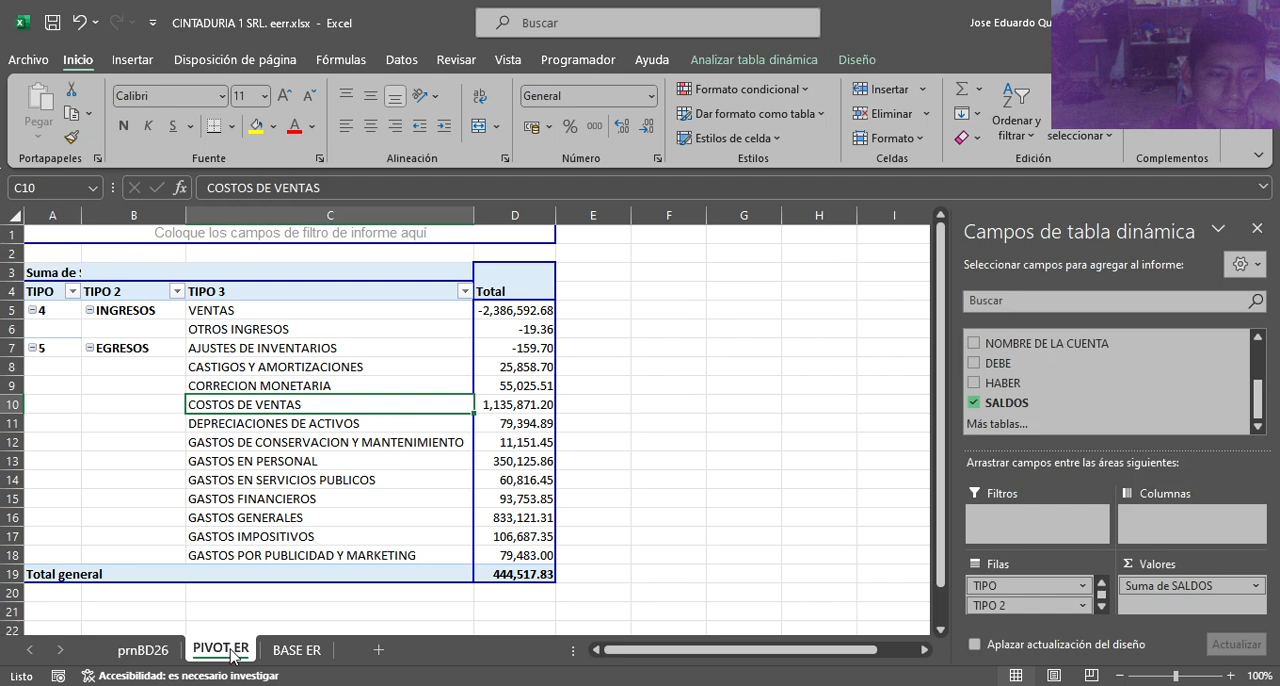 CINTADURIA 1 SRL. eerr.xlsx - Excel
Buscar
Jose Eduardo Qu
Archivo Inicio Insertar Disposición de página Fórmulas Datos Revisar Vista Programador Ayuda Analizar tabla dinámica Diseño
Pegar
Calibri 11
General
Formato condicional
Dar formato como tabla
Estilos de celda
Insertar
Eliminar
Formato
Ordenar y
filtrar
seleccionar
Portapapeles Fuente Alineación Número Estilos Celdas Edición Complementos
C10 COSTOS DE VENTAS
A B C D E F G H I
1 Coloque los campos de filtro de informe aquí
2
3 Suma de S
4 TIPO TIPO 2 TIPO 3 Total
5 4 INGRESOS VENTAS -2,386,592.68
6 OTROS INGRESOS -19.36
7 5 EGRESOS AJUSTES DE INVENTARIOS -159.70
8 CASTIGOS Y AMORTIZACIONES 25,858.70
9 CORRECION MONETARIA 55,025.51
10 COSTOS DE VENTAS 1,135,871.20
11 DEPRECIACIONES DE ACTIVOS 79,394.89
12 GASTOS DE CONSERVACION Y MANTENIMIENTO 11,151.45
13 GASTOS EN PERSONAL 350,125.86
14 GASTOS EN SERVICIOS PUBLICOS 60,816.45
15 GASTOS FINANCIEROS 93,753.85
16 GASTOS GENERALES 833,121.31
17 GASTOS IMPOSITIVOS 106,687.35
18 GASTOS POR PUBLICIDAD Y MARKETING 79,483.00
19 Total general 444,517.83
20
21
22
Campos de tabla dinámica
Seleccionar campos para agregar al informe:
Buscar
NOMBRE DE LA CUENTA
DEBE
HABER
SALDOS
Más tablas...
Arrastrar campos entre las áreas siguientes:
Filtros Columnas
Filas Σ Valores
TIPO Suma de SALDOS
TIPO 2
Aplazar actualización del diseño Actualizar
prnBD26 PIVOT ER BASE ER
Listo Accesibilidad: es necesario investigar 100%